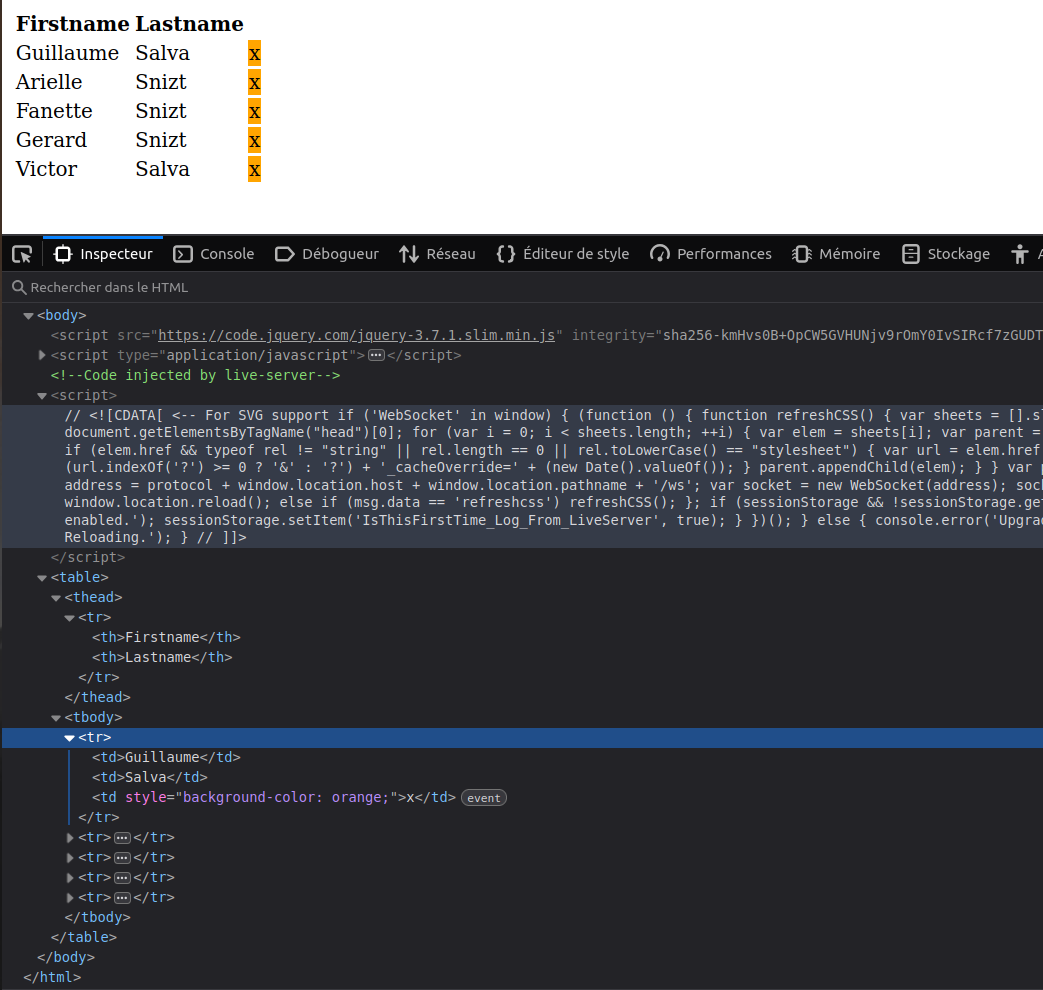 Firstname Lastname
Guillaume Salva x
Arielle Snizt x
Fanette Snizt x
Gerard Snizt x
Victor Salva x
Inspecteur Console Débogueur Réseau Éditeur de style Performances Mémoire Stockage A
Rechercher dans le HTML
<body>
<script src="https://code.jquery.com/jquery-3.7.1.slim.min.js" integrity="sha256-kmHvs0B+OpCW5GVHUNjv9rOmY0IvSIRcf7zGUDT
<script type="application/javascript">…</script>
<!--Code injected by live-server-->
<script>
// <![CDATA[ <-- For SVG support if ('WebSocket' in window) { (function () { function refreshCSS() { var sheets = [].sl
document.getElementsByTagName("head")[0]; for (var i = 0; i < sheets.length; ++i) { var elem = sheets[i]; var parent =
if (elem.href && typeof rel != "string" || rel.length == 0 || rel.toLowerCase() == "stylesheet") { var url = elem.href
(url.indexOf('?') >= 0 ? '&' : '?') + '_cacheOverride=' + (new Date().valueOf()); } parent.appendChild(elem); } } var p
address = protocol + window.location.host + window.location.pathname + '/ws'; var socket = new WebSocket(address); soc
window.location.reload(); else if (msg.data == 'refreshcss') refreshCSS(); }; if (sessionStorage && !sessionStorage.ge
enabled.'); sessionStorage.setItem('IsThisFirstTime_Log_From_LiveServer', true); } })(); } else { console.error('Upgra
Reloading.'); } // ]]>
</script>
<table>
<thead>
<tr>
<th>Firstname</th>
<th>Lastname</th>
</tr>
</thead>
<tbody>
<tr>
<td>Guillaume</td>
<td>Salva</td>
<td style="background-color: orange;">x</td> event
</tr>
<tr>…</tr>
<tr>…</tr>
<tr>…</tr>
<tr>…</tr>
</tbody>
</table>
</body>
</html>